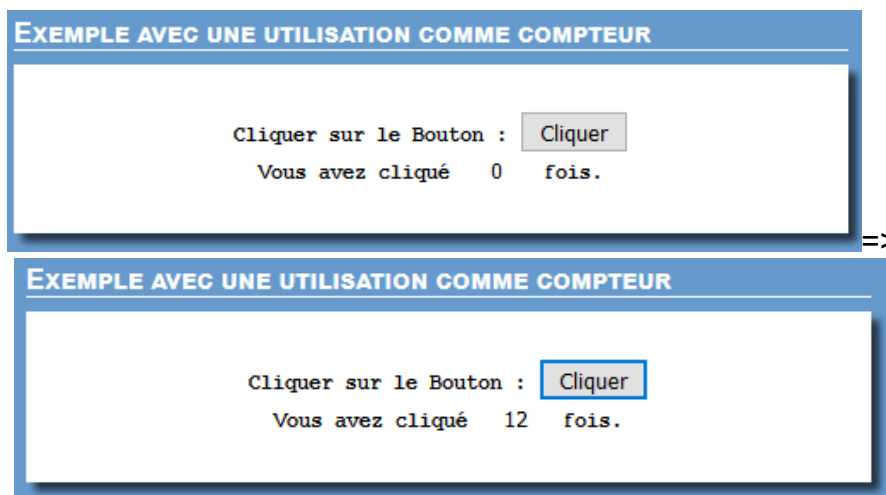 EXEMPLE AVEC UNE UTILISATION COMME COMPTEUR
Cliquer sur le Bouton : Cliquer
Vous avez cliqué 0 fois.
=>
EXEMPLE AVEC UNE UTILISATION COMME COMPTEUR
Cliquer sur le Bouton : Cliquer
Vous avez cliqué 12 fois.